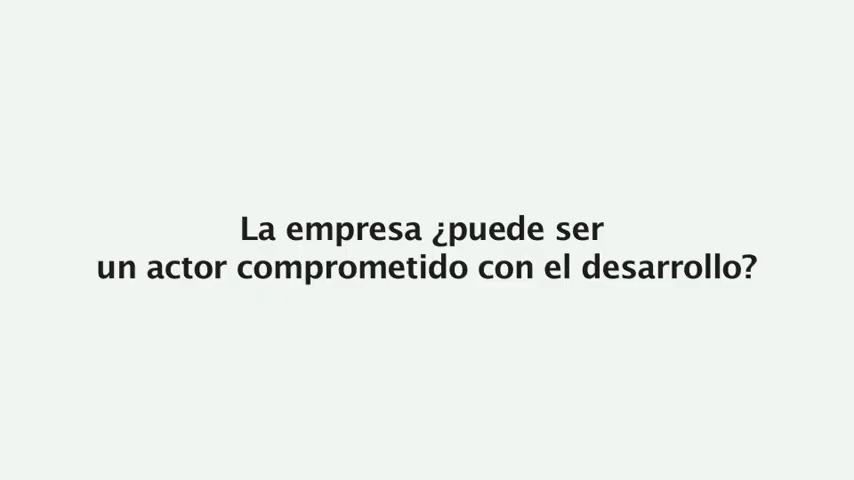 La empresa ¿puede ser
un actor comprometido con el desarrollo?